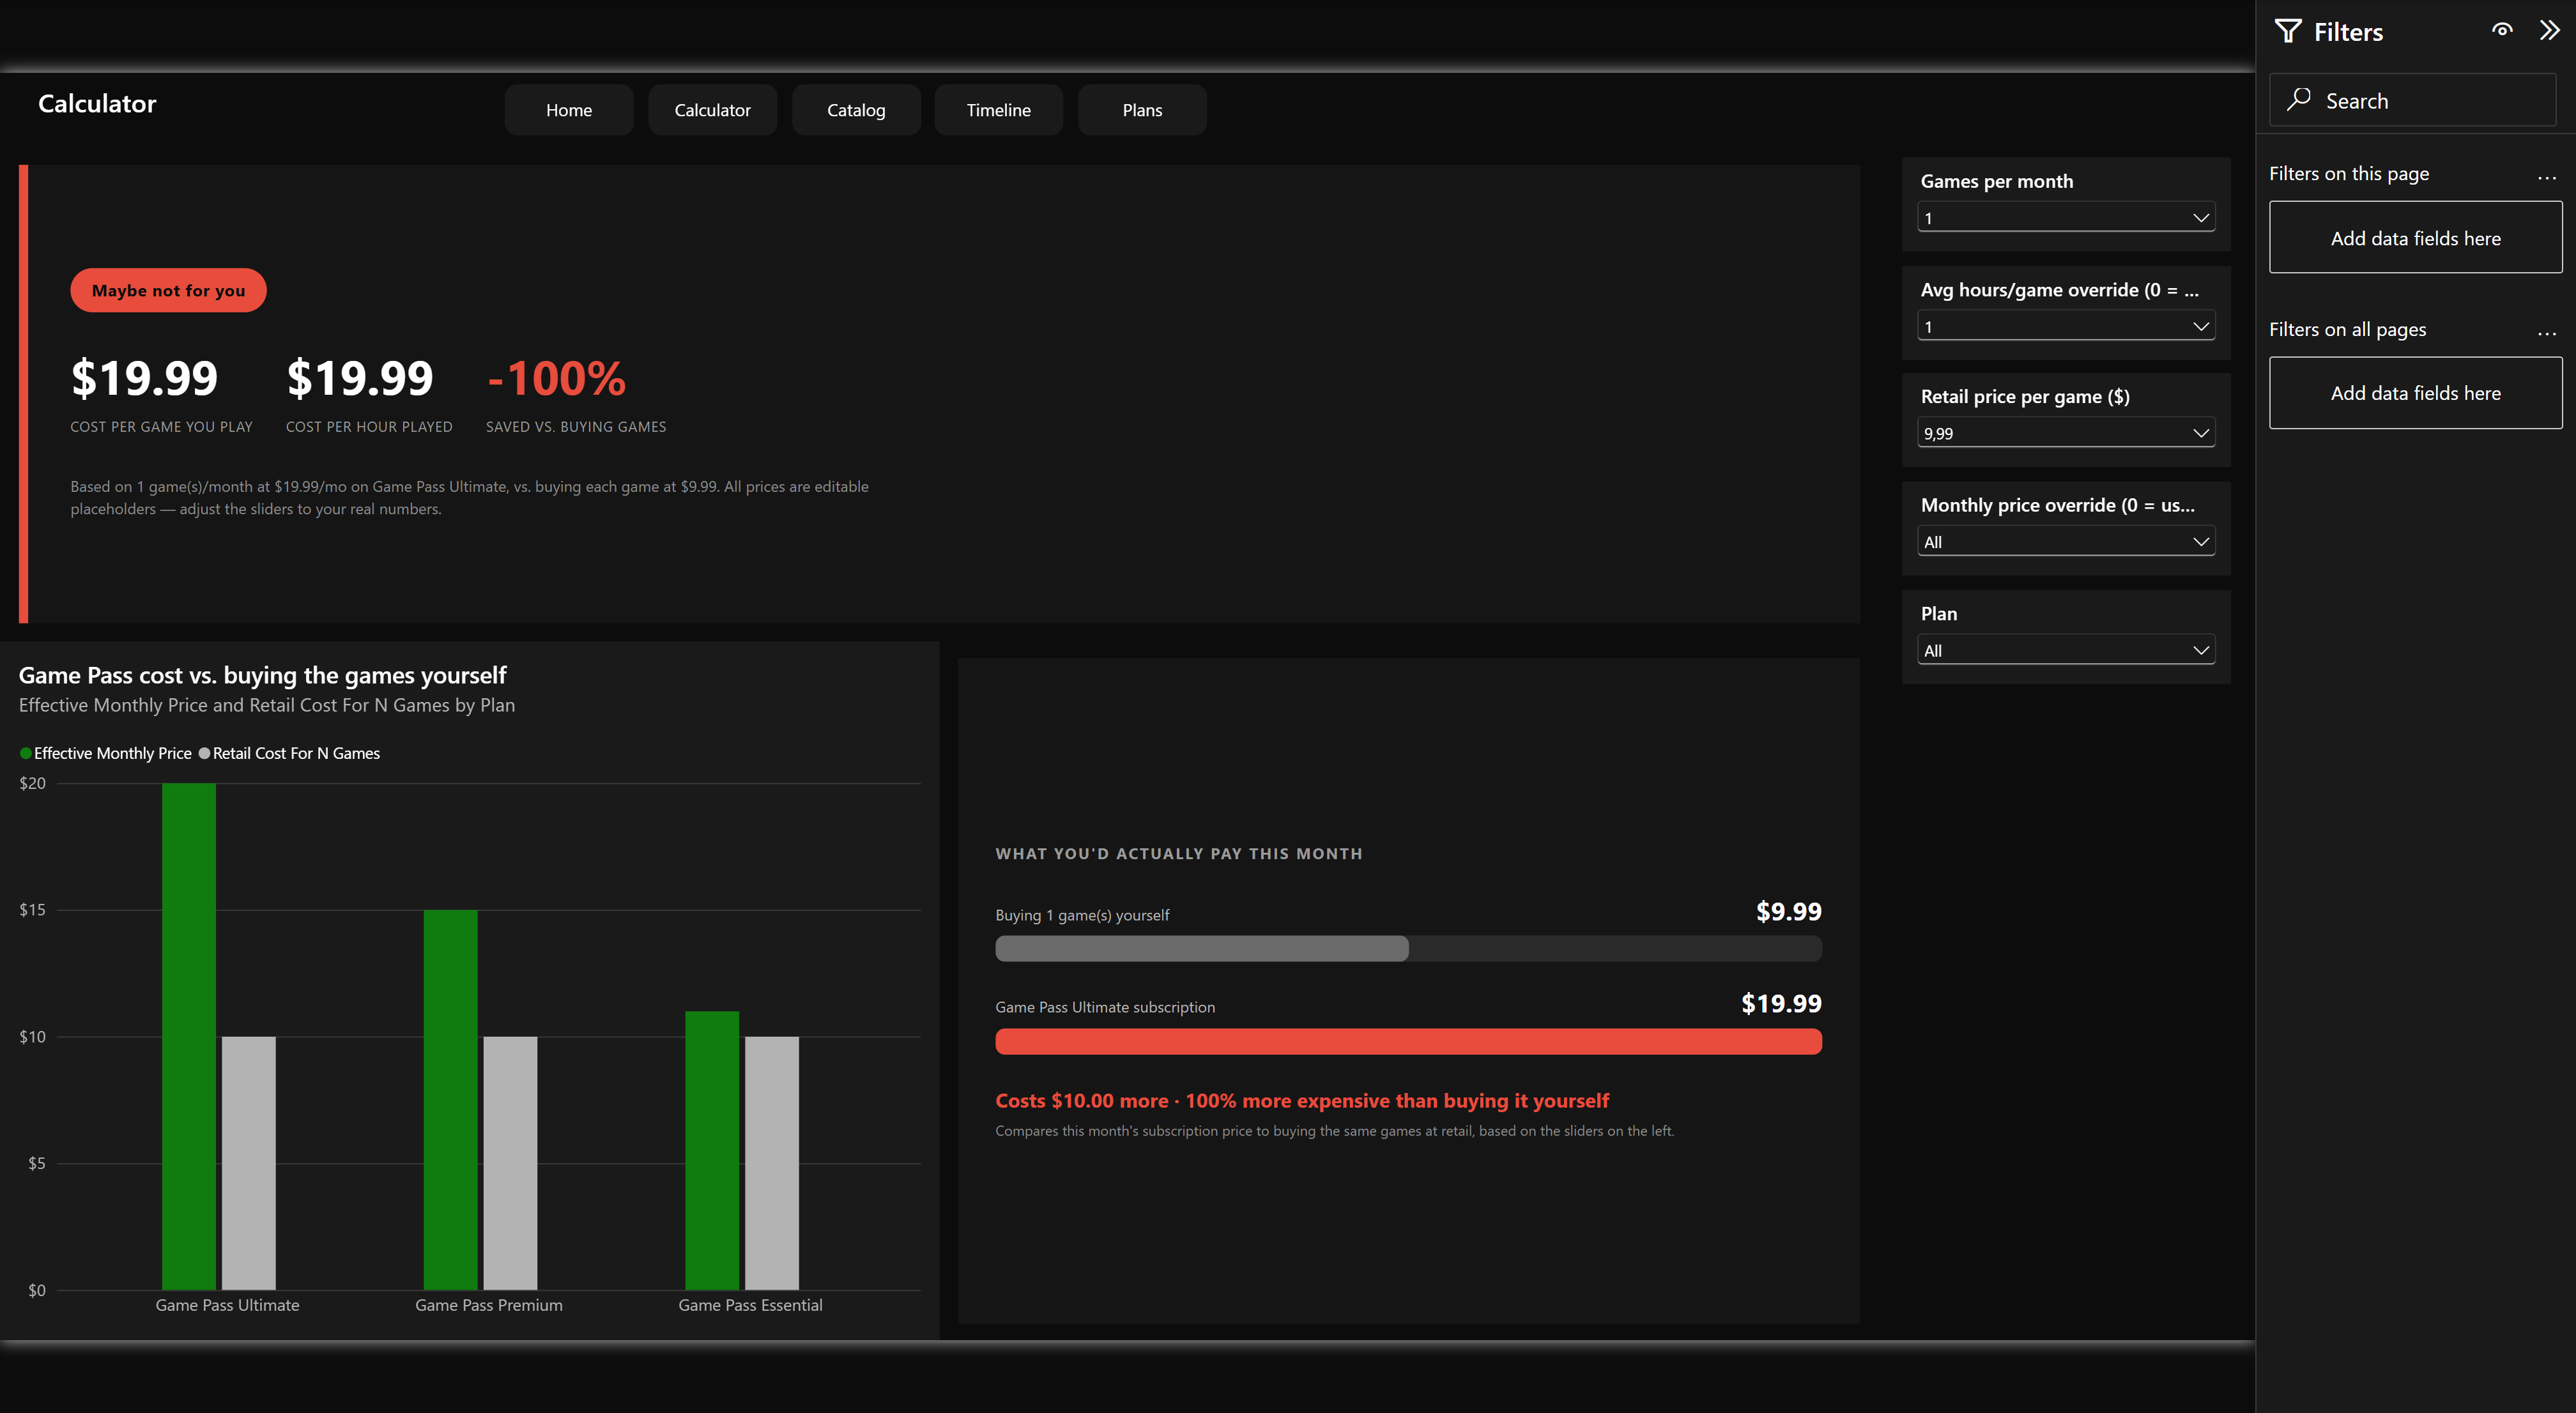 Calculator
Home
Calculator
Catalog
Timeline
Plans
Maybe not for you
$19.99
$19.99
-100%
COST PER GAME YOU PLAY
COST PER HOUR PLAYED
SAVED VS. BUYING GAMES
Based on 1 game(s)/month at $19.99/mo on Game Pass Ultimate, vs. buying each game at $9.99. All prices are editable
placeholders — adjust the sliders to your real numbers.
Games per month
1
Avg hours/game override (0 = ...
1
Retail price per game ($)
9,99
Monthly price override (0 = us...
All
Plan
All
Game Pass cost vs. buying the games yourself
Effective Monthly Price and Retail Cost For N Games by Plan
Effective Monthly Price
Retail Cost For N Games
$20
$15
$10
$5
$0
Game Pass Ultimate
Game Pass Premium
Game Pass Essential
WHAT YOU'D ACTUALLY PAY THIS MONTH
Buying 1 game(s) yourself
$9.99
Game Pass Ultimate subscription
$19.99
Costs $10.00 more · 100% more expensive than buying it yourself
Compares this month's subscription price to buying the same games at retail, based on the sliders on the left.
Filters
Search
Filters on this page
...
Add data fields here
Filters on all pages
...
Add data fields here